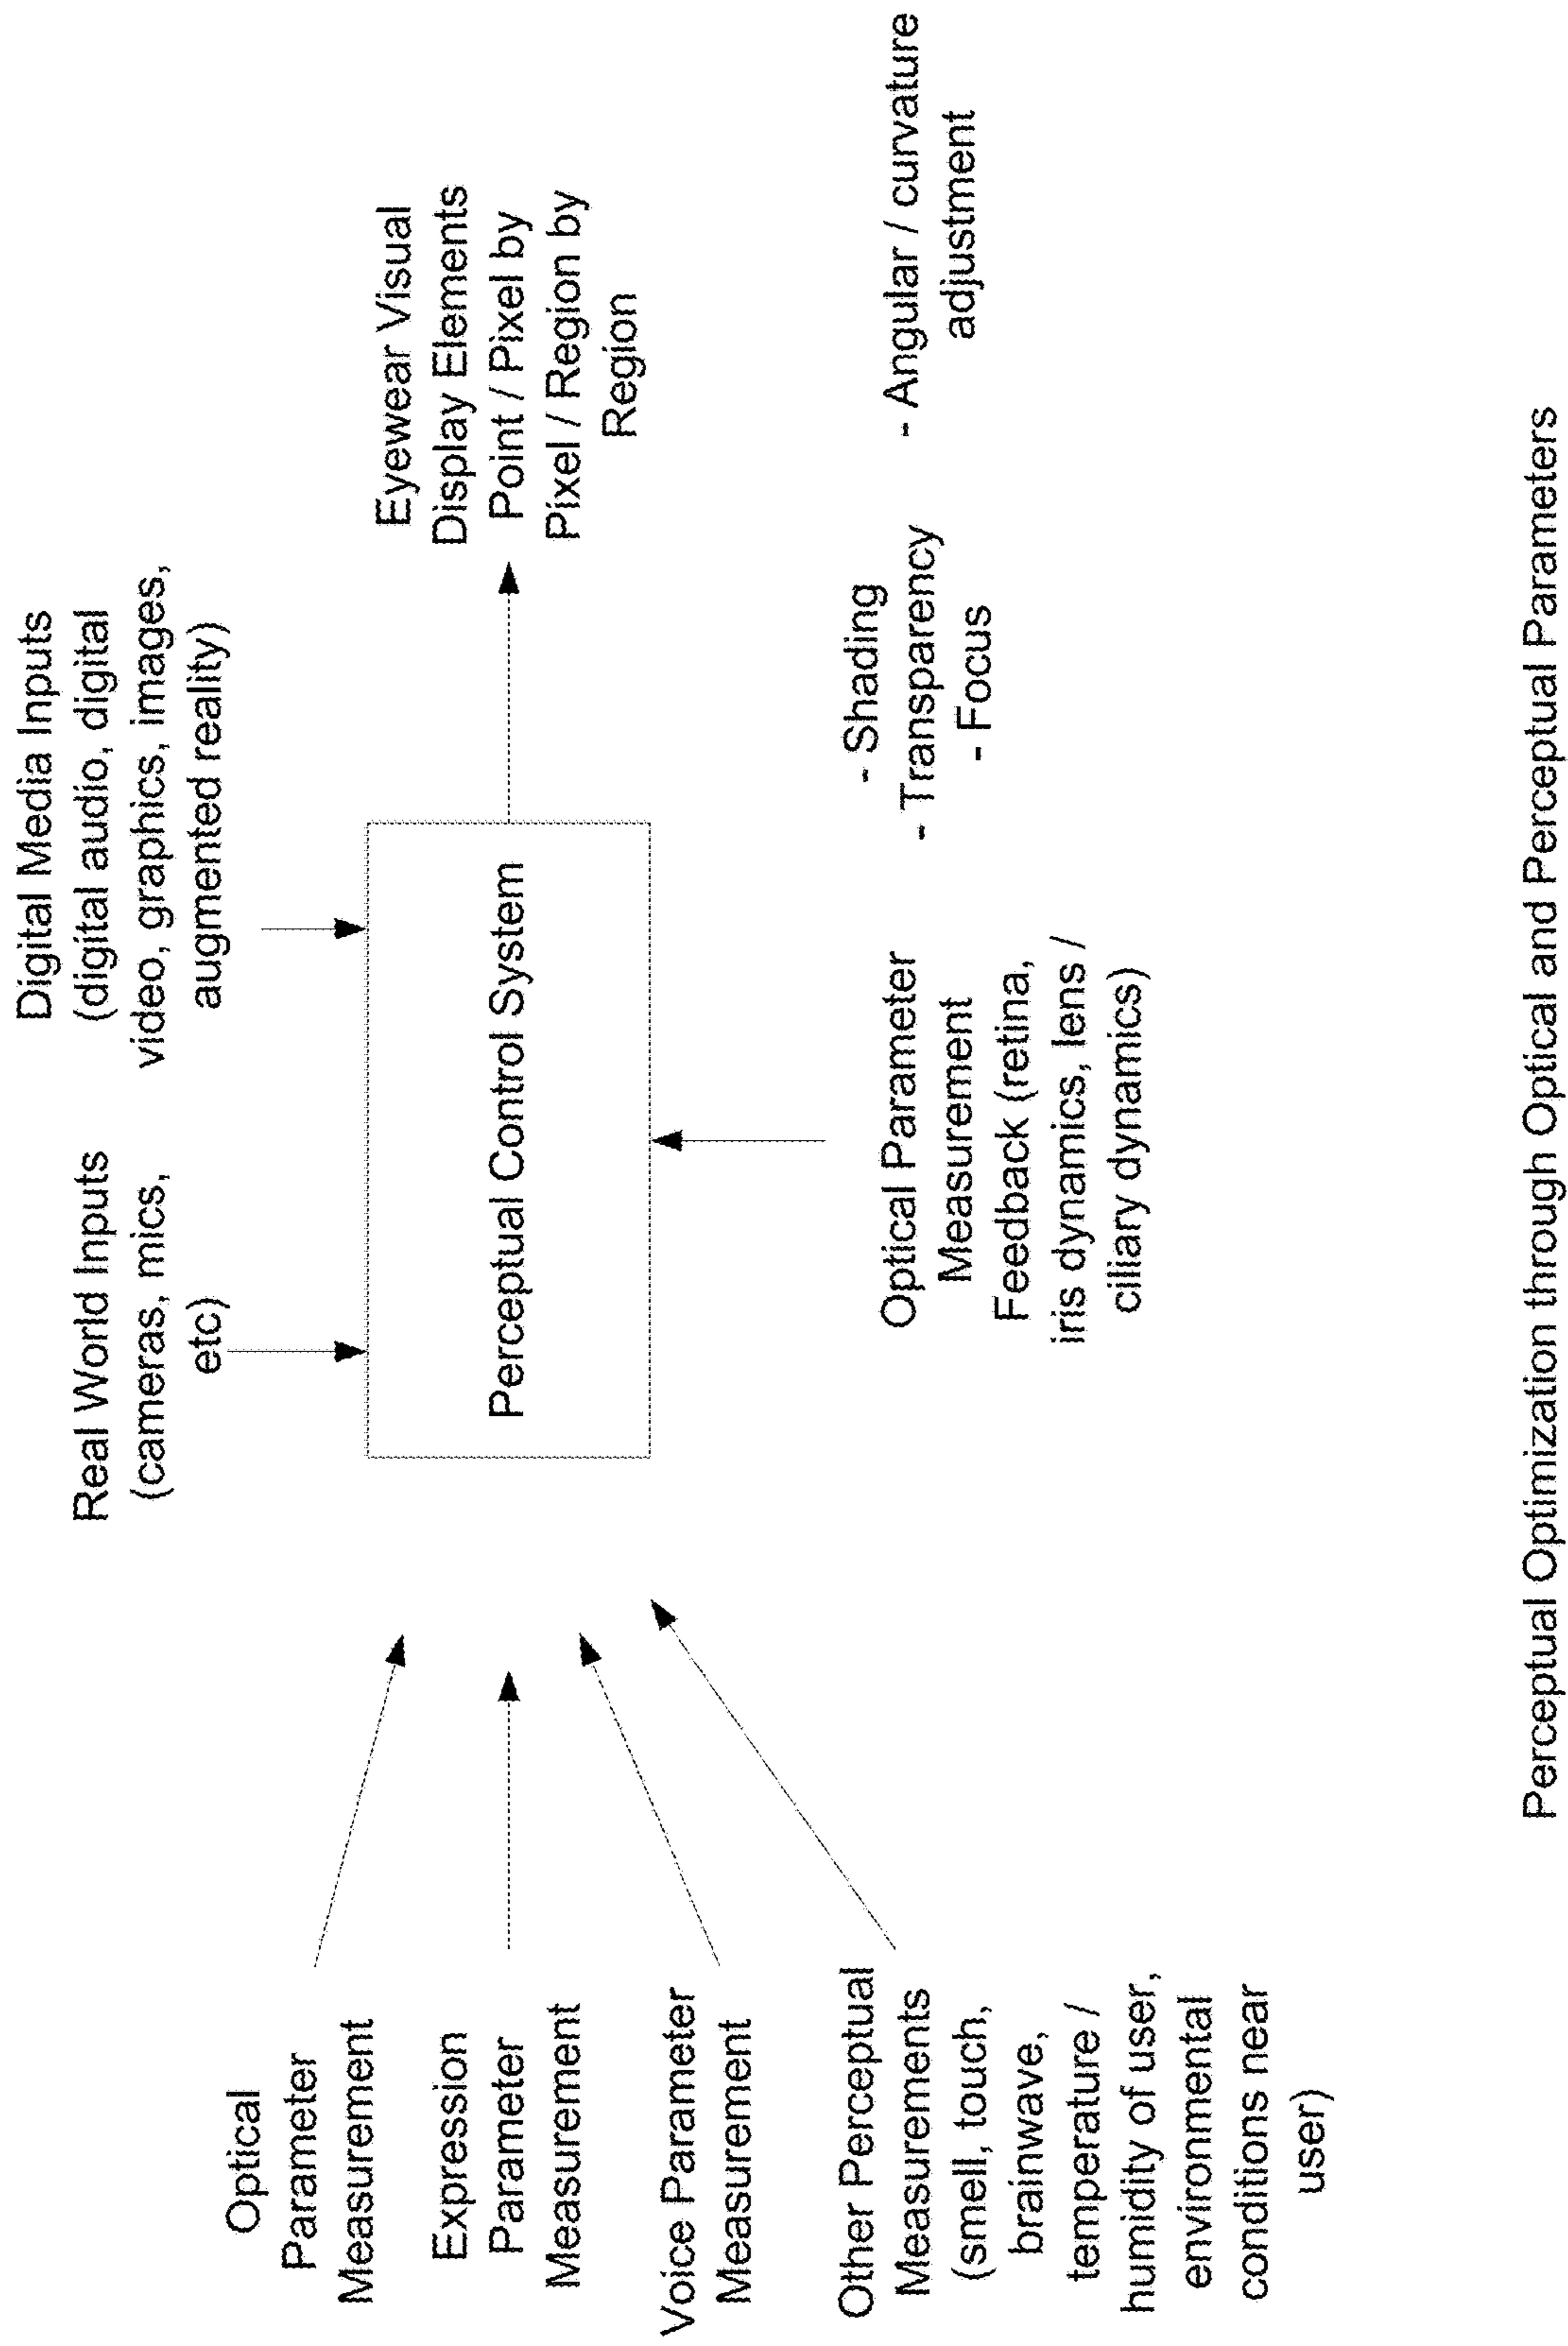 Real World Inputs
(cameras, mics,
etc)
Digital Media Inputs
(digital audio, digital
video, graphics, images,
augmented reality)
Optical
Parameter
Measurement
Expression
Parameter
Measurement
Voice Parameter
Measurement
Other Perceptual
Measurements
(smell, touch,
brainwave,
temperature /
humidity of user,
environmental
conditions near
user)
Perceptual Control System
Eyewear Visual
Display Elements
Point / Pixel by
Pixel / Region by
Region
Optical Parameter
Measurement
Feedback (retina,
iris dynamics, lens /
ciliary dynamics)
- Shading
- Transparency
- Focus
- Angular / curvature
adjustment
Perceptual Optimization through Optical and Perceptual Parameters